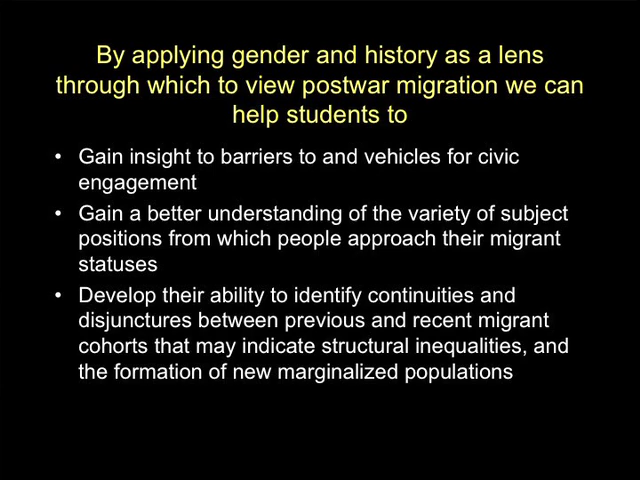 By applying gender and history as a lens
through which to view postwar migration we can
help students to
• Gain insight to barriers to and vehicles for civic
engagement
• Gain a better understanding of the variety of subject
positions from which people approach their migrant
statuses
• Develop their ability to identify continuities and
disjunctures between previous and recent migrant
cohorts that may indicate structural inequalities, and
the formation of new marginalized populations